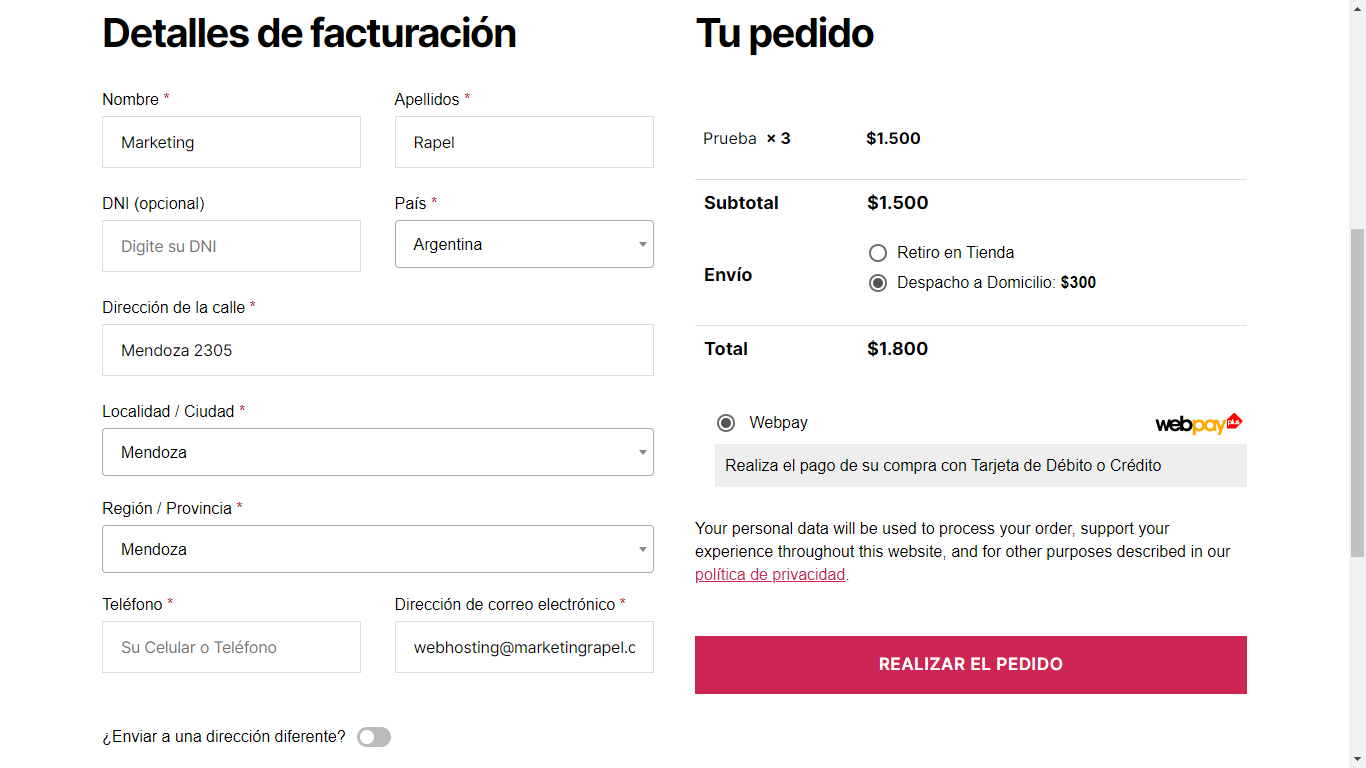 Detalles de facturación
Nombre *
Apellidos *
Marketing
Rapel
DNI (opcional)
País *
Digite su DNI
Argentina
Dirección de la calle *
Mendoza 2305
Localidad / Ciudad *
Mendoza
Región / Provincia *
Mendoza
Teléfono *
Dirección de correo electrónico *
Su Celular o Teléfono
webhosting@marketingrapel.c
¿Enviar a una dirección diferente?
Tu pedido
Prueba × 3 $1.500
Subtotal $1.500
Envío
Retiro en Tienda
Despacho a Domicilio: $300
Total $1.800
Webpay
webpay plus
Realiza el pago de su compra con Tarjeta de Débito o Crédito
Your personal data will be used to process your order, support your
experience throughout this website, and for other purposes described in our
política de privacidad.
REALIZAR EL PEDIDO